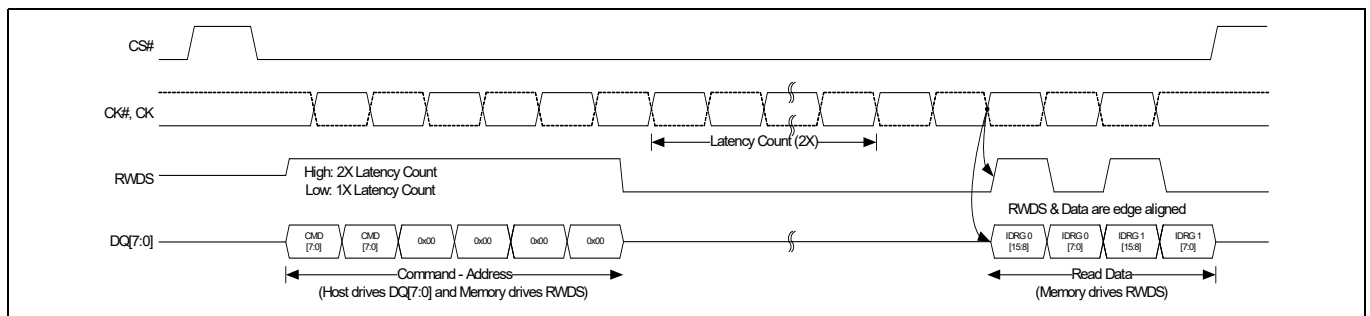 CS#
CK#, CK
Latency Count (2X)
RWDS
High: 2X Latency Count
Low: 1X Latency Count
RWDS & Data are edge aligned
DQ[7:0]
CMD [7:0]
CMD [7:0]
0x00
0x00
0x00
0x00
IDRG 0 [15:8]
IDRG 0 [7:0]
IDRG 1 [15:8]
IDRG 1 [7:0]
Command - Address
(Host drives DQ[7:0] and Memory drives RWDS)
Read Data
(Memory drives RWDS)